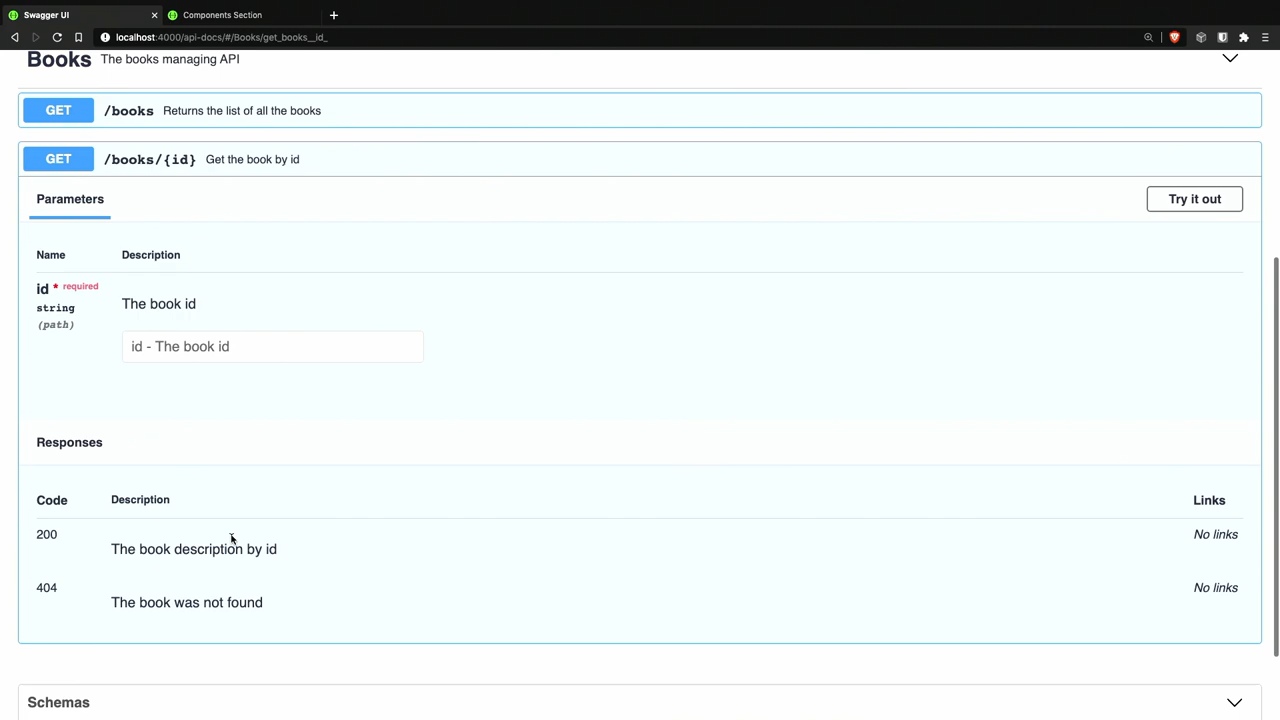 Swagger UI
Components Section
localhost:4000/api-docs/#/Books/get_books__id_
Books The books managing API
GET /books Returns the list of all the books
GET /books/{id} Get the book by id
Parameters
Try it out
Name Description
id * required
string
(path)
The book id
id - The book id
Responses
Code Description Links
200 No links
The book description by id
404 No links
The book was not found
Schemas